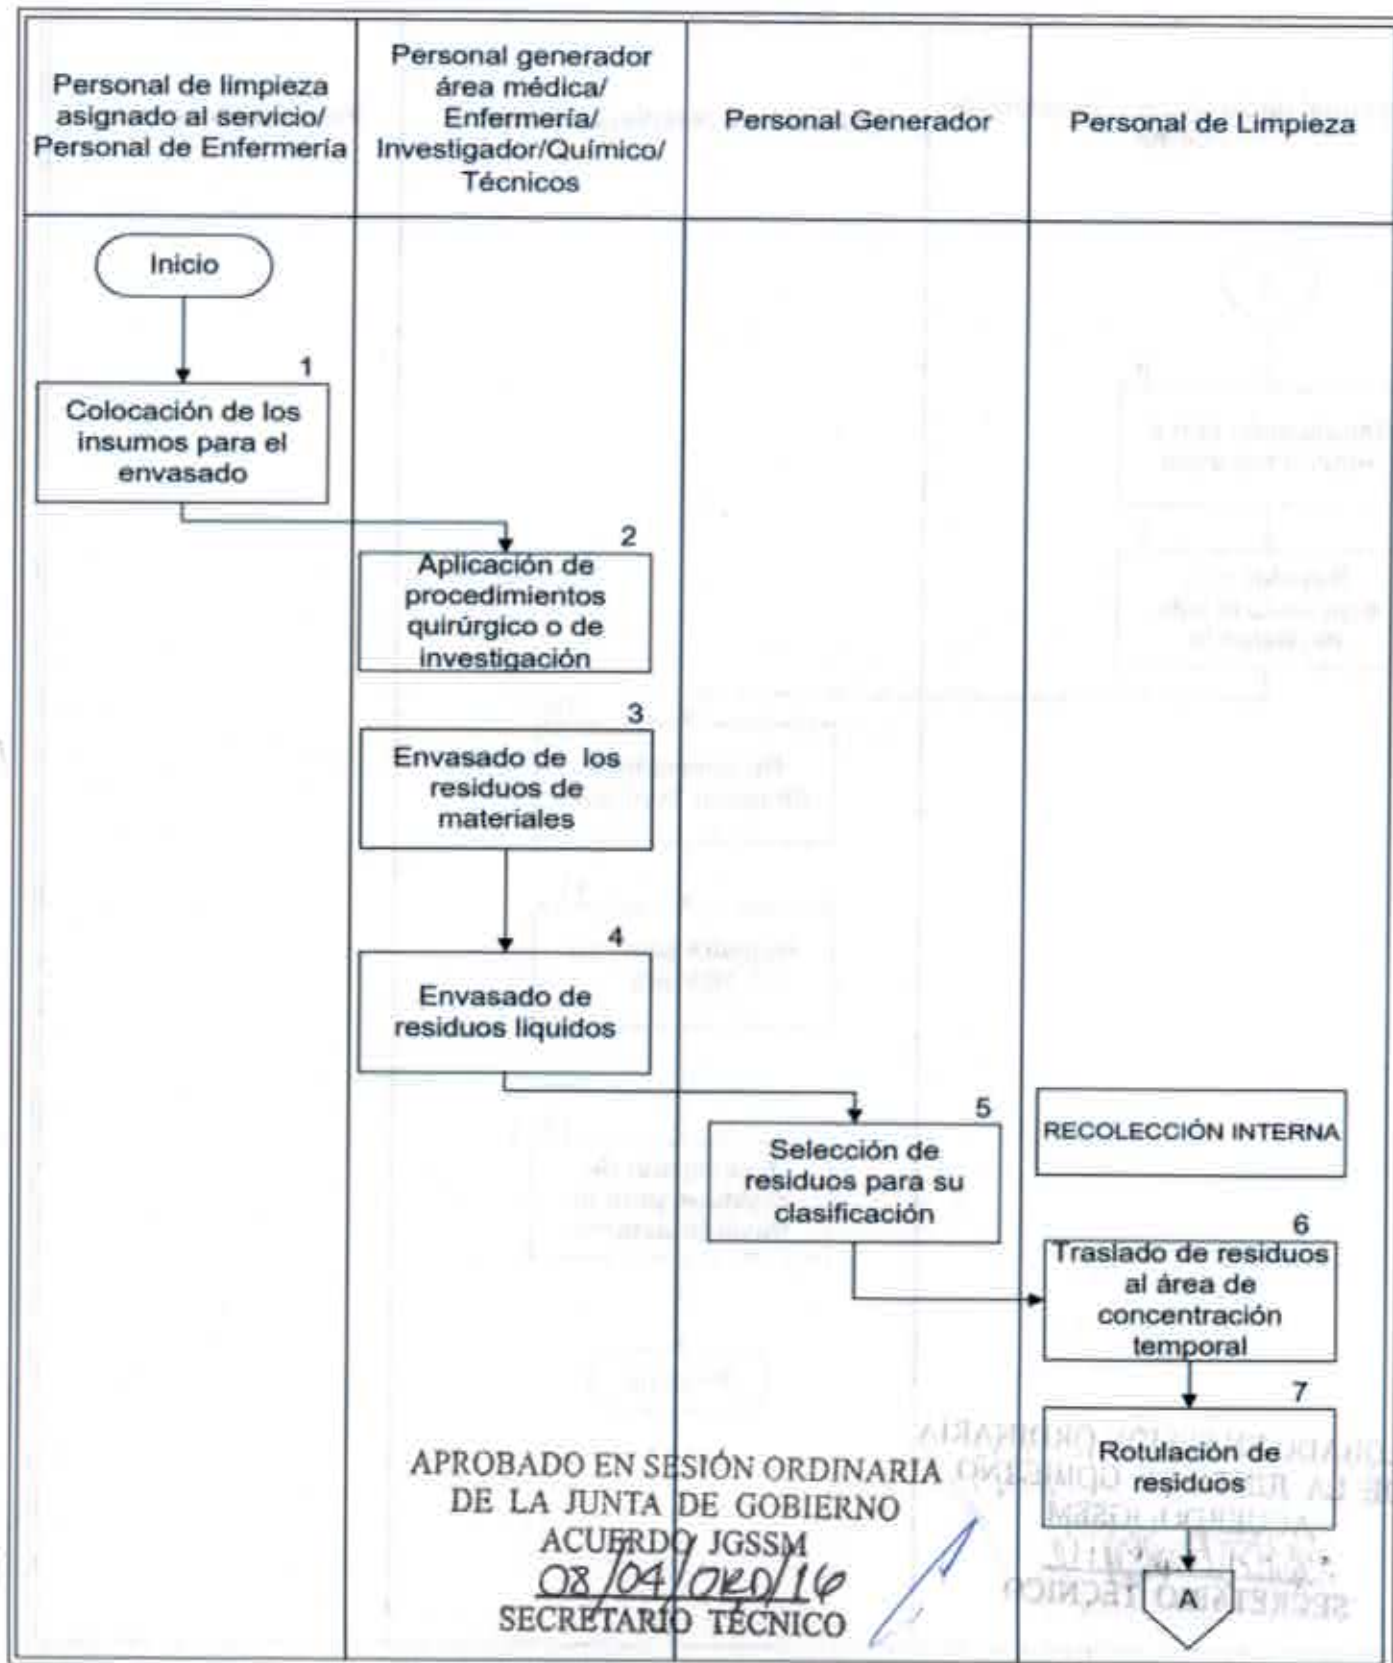 Personal de limpieza
asignado al servicio/
Personal de Enfermería
Personal generador
área médica/
Enfermería/
Investigador/Químico/
Técnicos
Personal Generador
Personal de Limpieza
Inicio
1
Colocación de los
insumos para el
envasado
2
Aplicación de
procedimientos
quirúrgico o de
investigación
3
Envasado de los
residuos de
materiales
4
Envasado de
residuos liquidos
5
Selección de
residuos para su
clasificación
RECOLECCIÓN INTERNA
6
Traslado de residuos
al área de
concentración
temporal
7
Rotulación de
residuos
A
APROBADO EN SESIÓN ORDINARIA
DE LA JUNTA DE GOBIERNO
ACUERDO JGSSM
08/04/ORD/16
SECRETARIO TÉCNICO